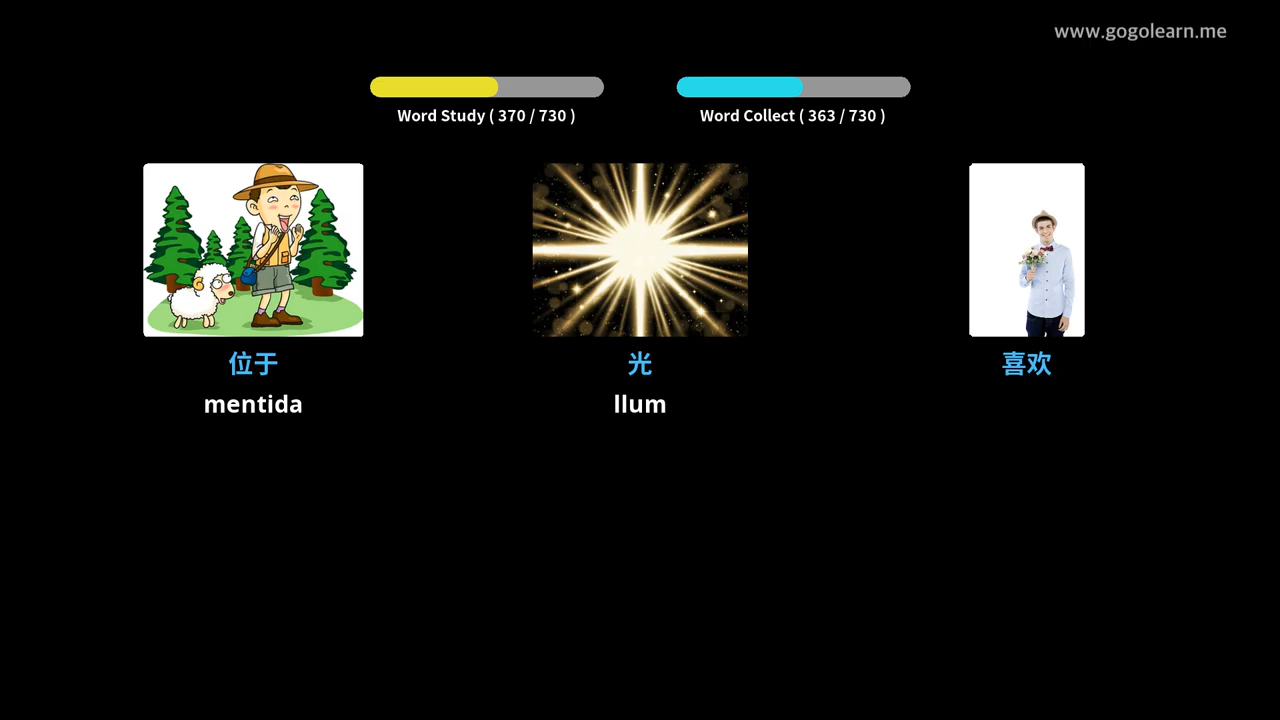 www.gogolearn.me
Word Study ( 370 / 730 )
Word Collect ( 363 / 730 )
位于
光
喜欢
mentida
llum